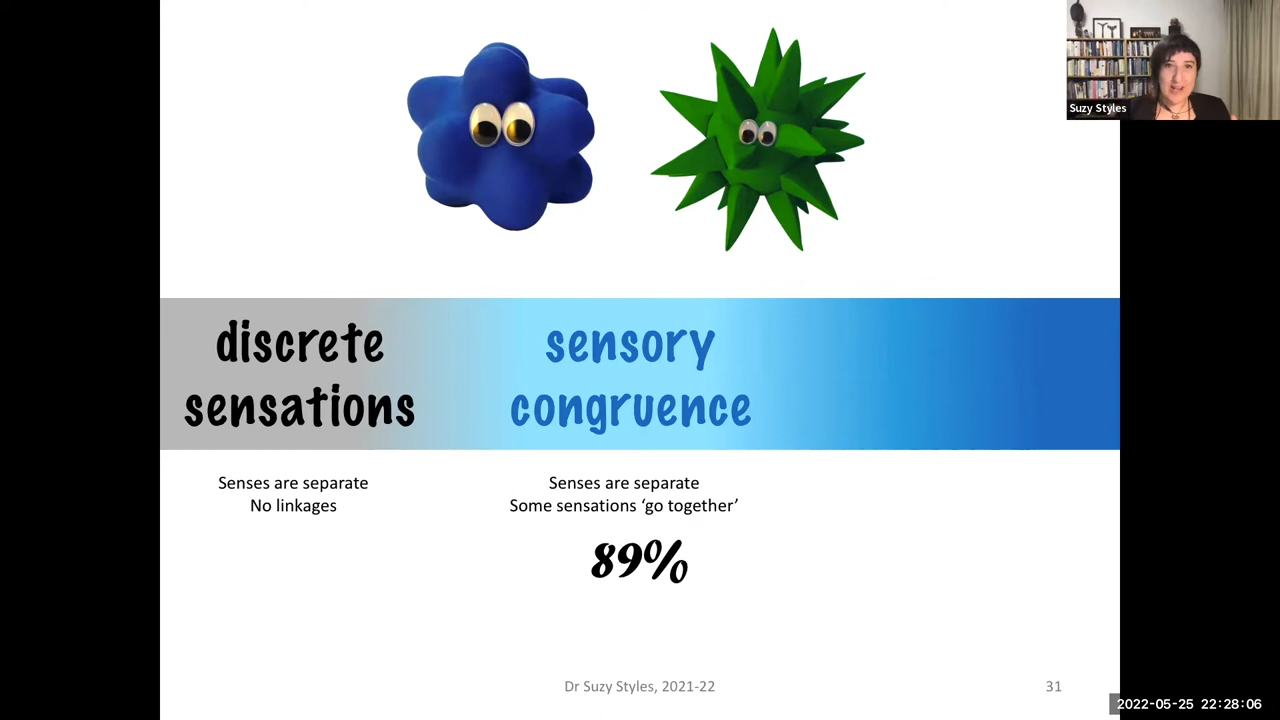 Suzy Styles
discrete
sensations
sensory
congruence
Senses are separate
No linkages
Senses are separate
Some sensations ‘go together’
89%
Dr Suzy Styles, 2021-22
31
2022-05-25 22:28:06